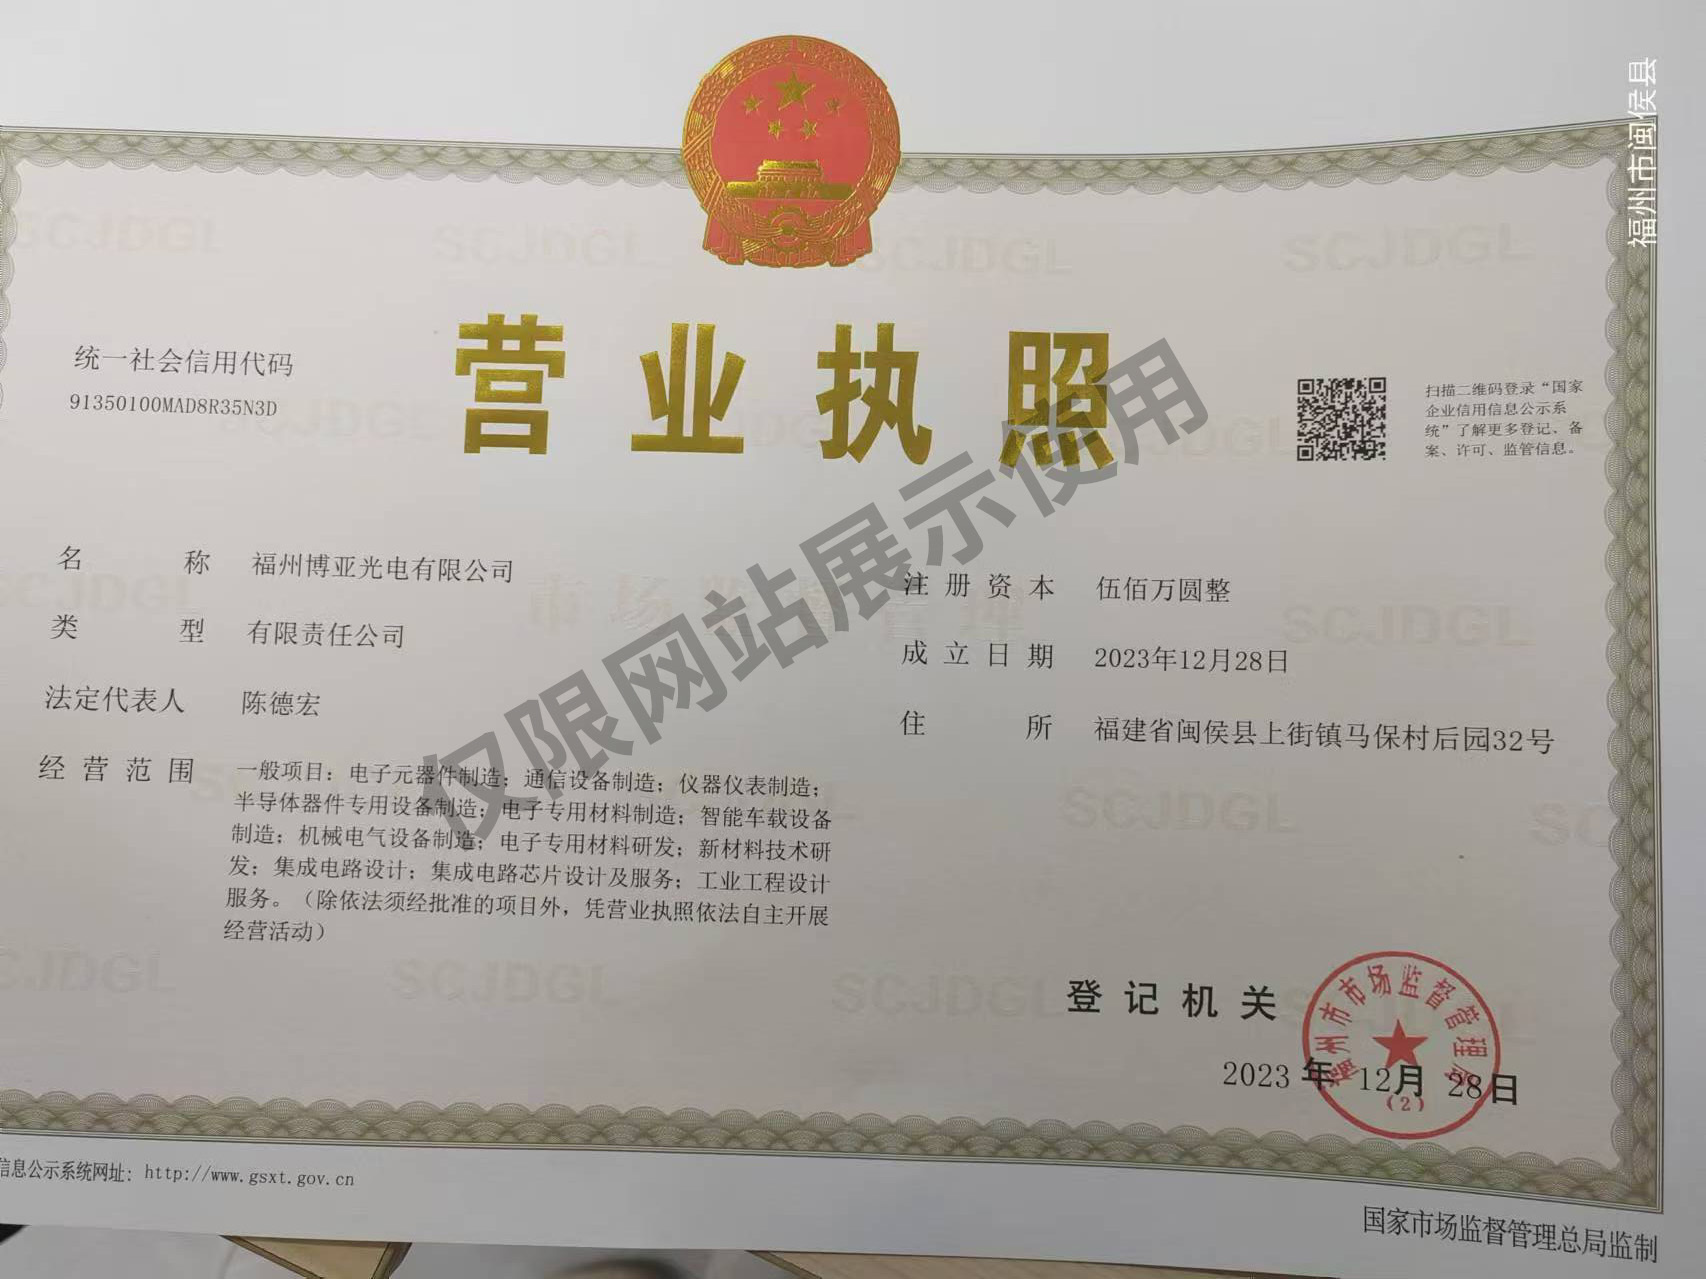 福州市闽侯县
营业执照
统一社会信用代码
91350100MAD8R35N3D
扫描二维码登录“国家
企业信用信息公示系
统”了解更多登记、备
案、许可、监管信息。
名称 福州博亚光电有限公司
类型 有限责任公司
法定代表人 陈德宏
经营范围 一般项目：电子元器件制造；通信设备制造；仪器仪表制造；
半导体器件专用设备制造；电子专用材料制造；智能车载设备
制造；机械电气设备制造；电子专用材料研发；新材料技术研
发；集成电路设计；集成电路芯片设计及服务；工业工程设计
服务。（除依法须经批准的项目外，凭营业执照依法自主开展
经营活动）
注册资本 伍佰万圆整
成立日期 2023年12月28日
住所 福建省闽侯县上街镇马保村后园32号
仅限网站展示使用
市场监督管理
SCJDGL
登记机关
福州市市场监督管理局
(2)
2023年12月28日
信息公示系统网址：http://www.gsxt.gov.cn
国家市场监督管理总局监制